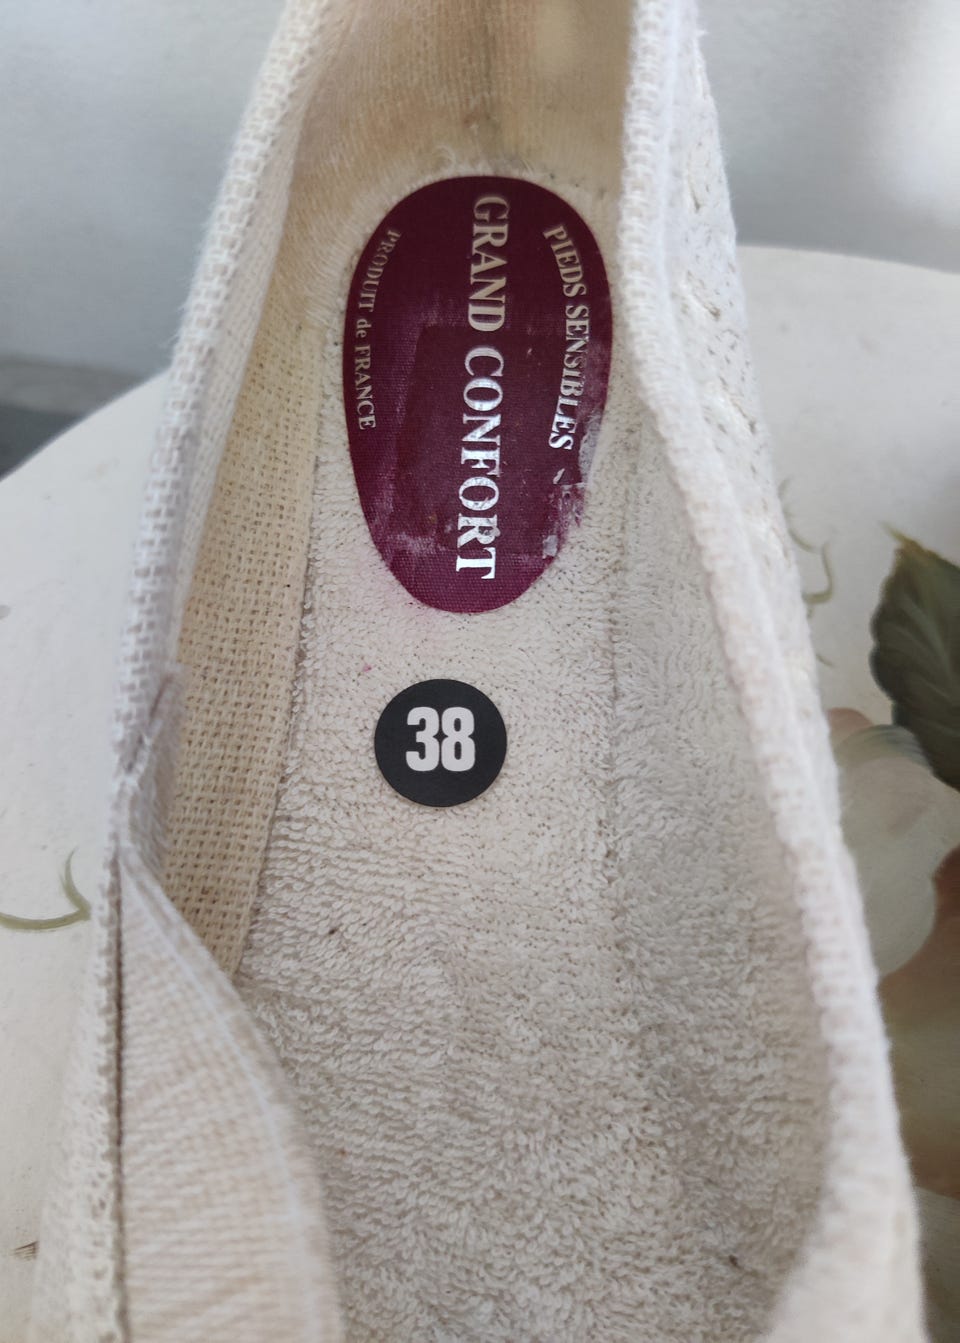 PIEDS SENSIBLES
GRAND CONFORT
PRODUIT de FRANCE
38